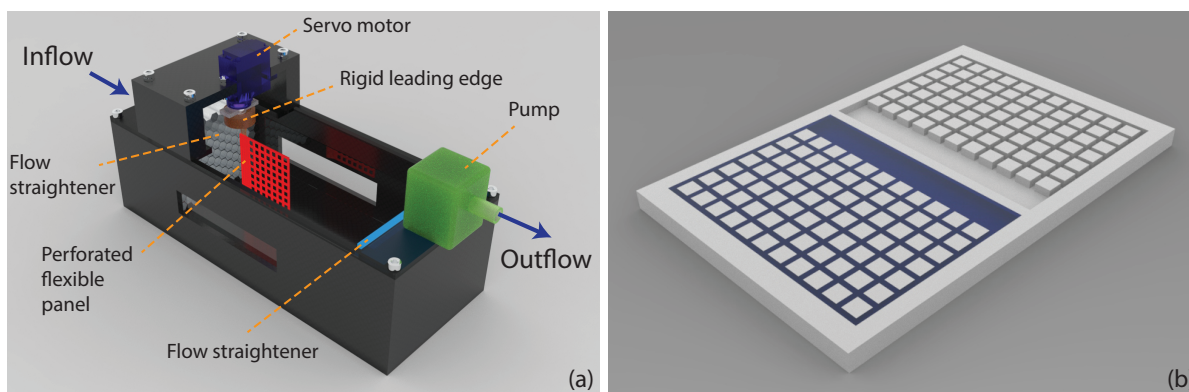 Servo motor
Inflow
Rigid leading edge
Pump
Flow
straightener
Perforated
flexible
panel
Outflow
Flow straightener
(a)
(b)